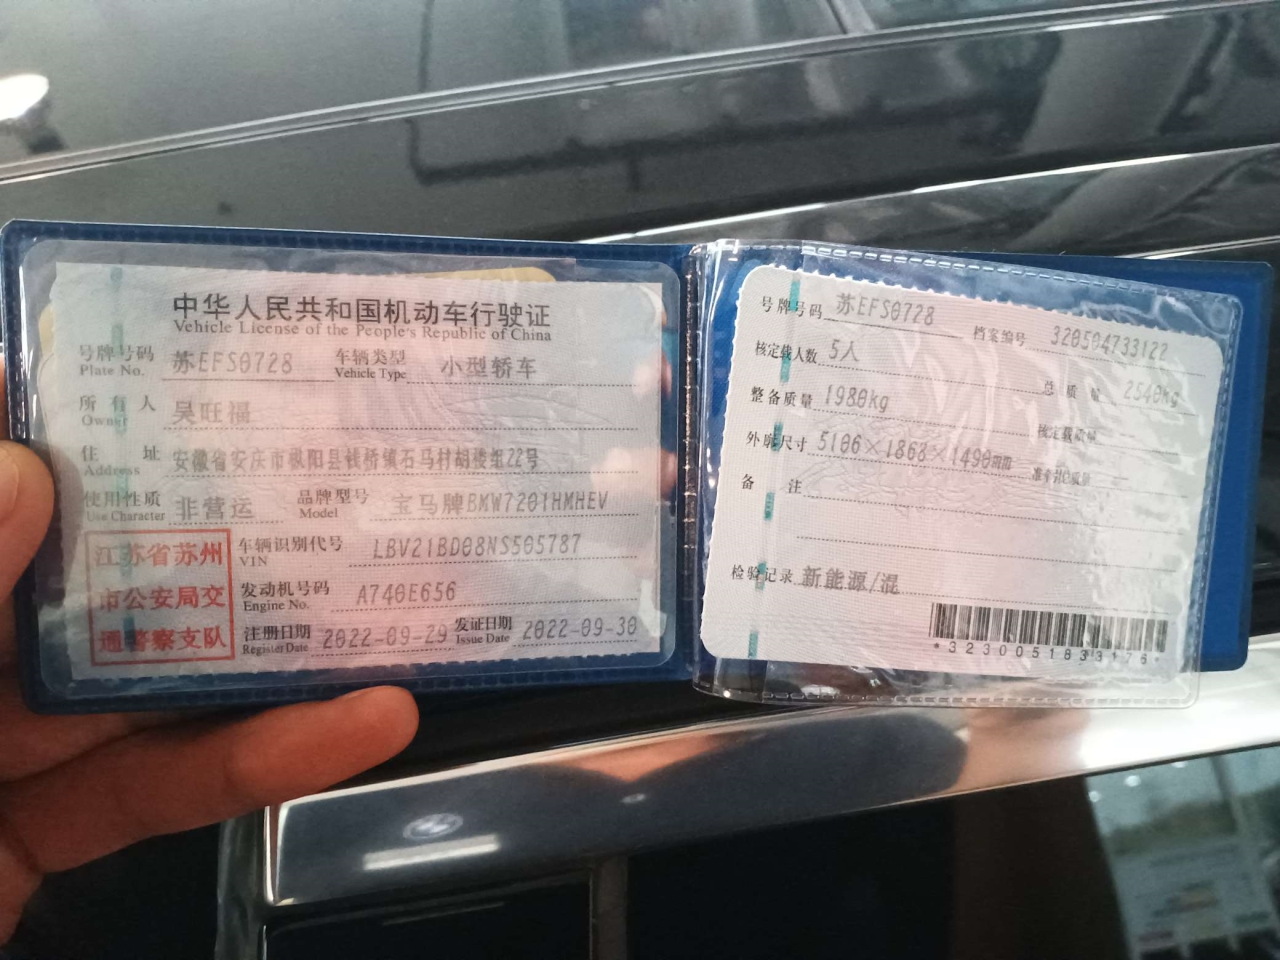 中华人民共和国机动车行驶证
Vehicle License of the People's Republic of China
号牌号码 苏EFS0728 车辆类型 小型轿车
Plate No. Vehicle Type
所有人 吴旺福
Owner
住址 安徽省安庆市枞阳县钱桥镇石马村胡楼组22号
Address
使用性质 非营运 品牌型号 宝马牌BMW7201HMHEV
Use Character Model
江苏省苏州
市公安局交
通警察支队
车辆识别代号 LBV21BD08NS505787
VIN
发动机号码 A740E656
Engine No.
注册日期 2022-09-29 发证日期 2022-09-30
Register Date Issue Date
号牌号码 苏EFS0728 档案编号 320504733122
核定载人数 5人 总质量 2540kg
整备质量 1980kg 核定载质量
外廓尺寸 5106×1868×1490mm 准牵引总质量
备注
检验记录 新能源/混
*3230051833176*